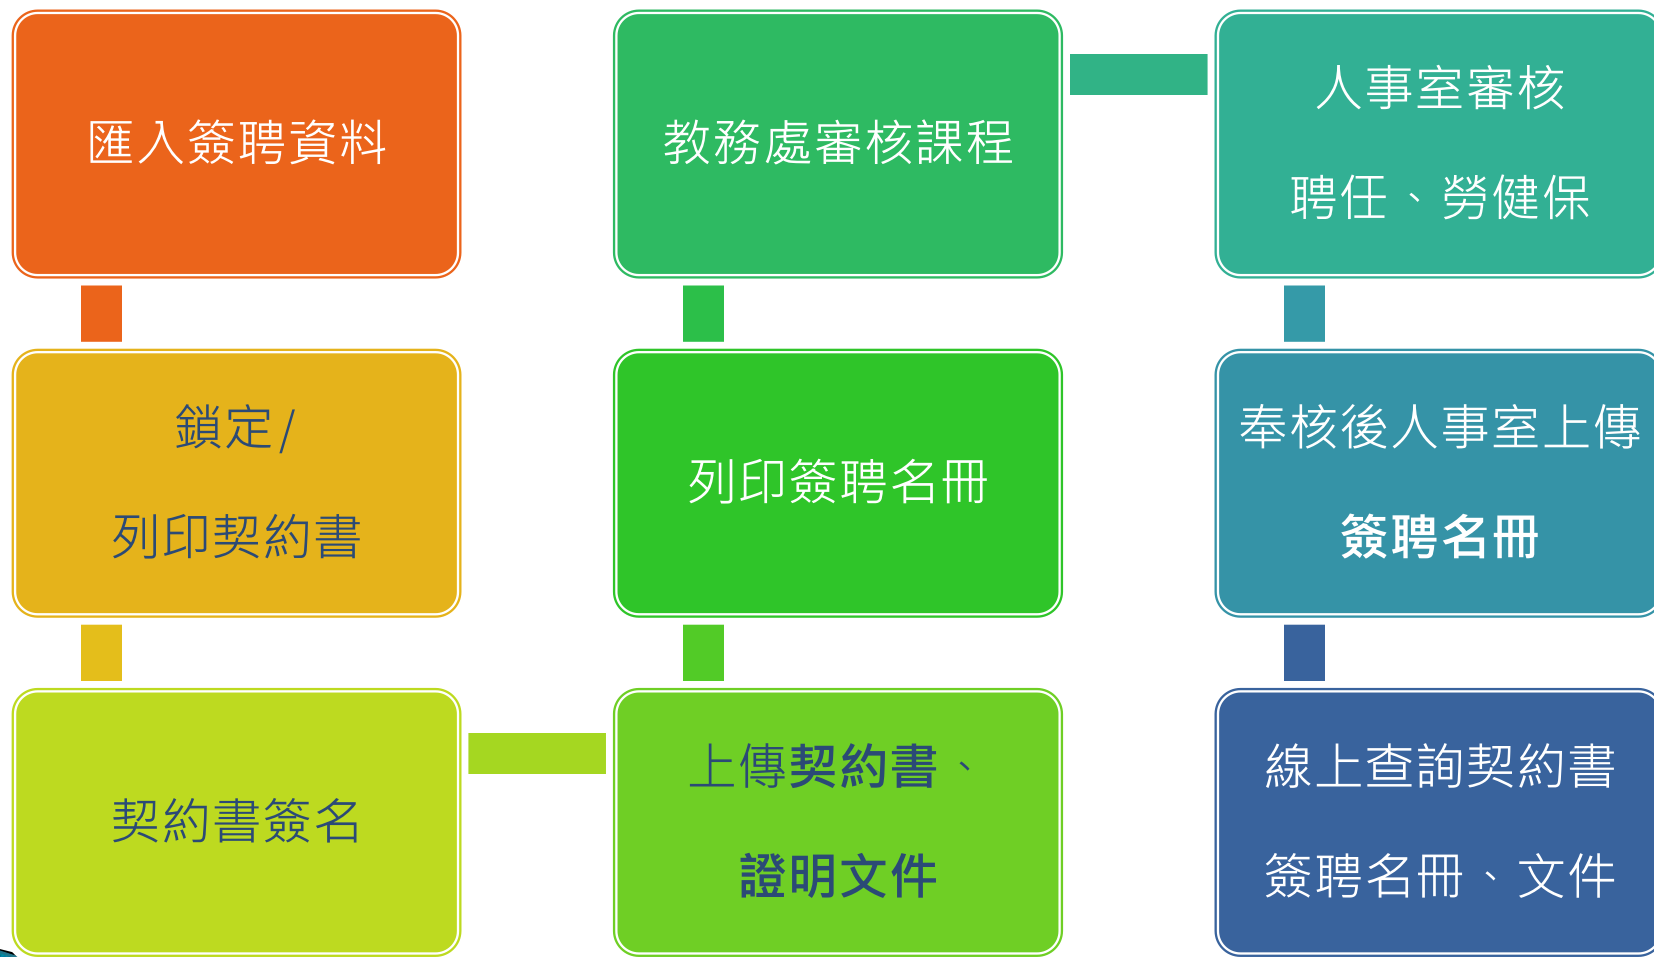 匯入簽聘資料
鎖定/
列印契約書
契約書簽名
上傳契約書、
證明文件
列印簽聘名冊
教務處審核課程
人事室審核
聘任、勞健保
奉核後人事室上傳
簽聘名冊
線上查詢契約書
簽聘名冊、文件